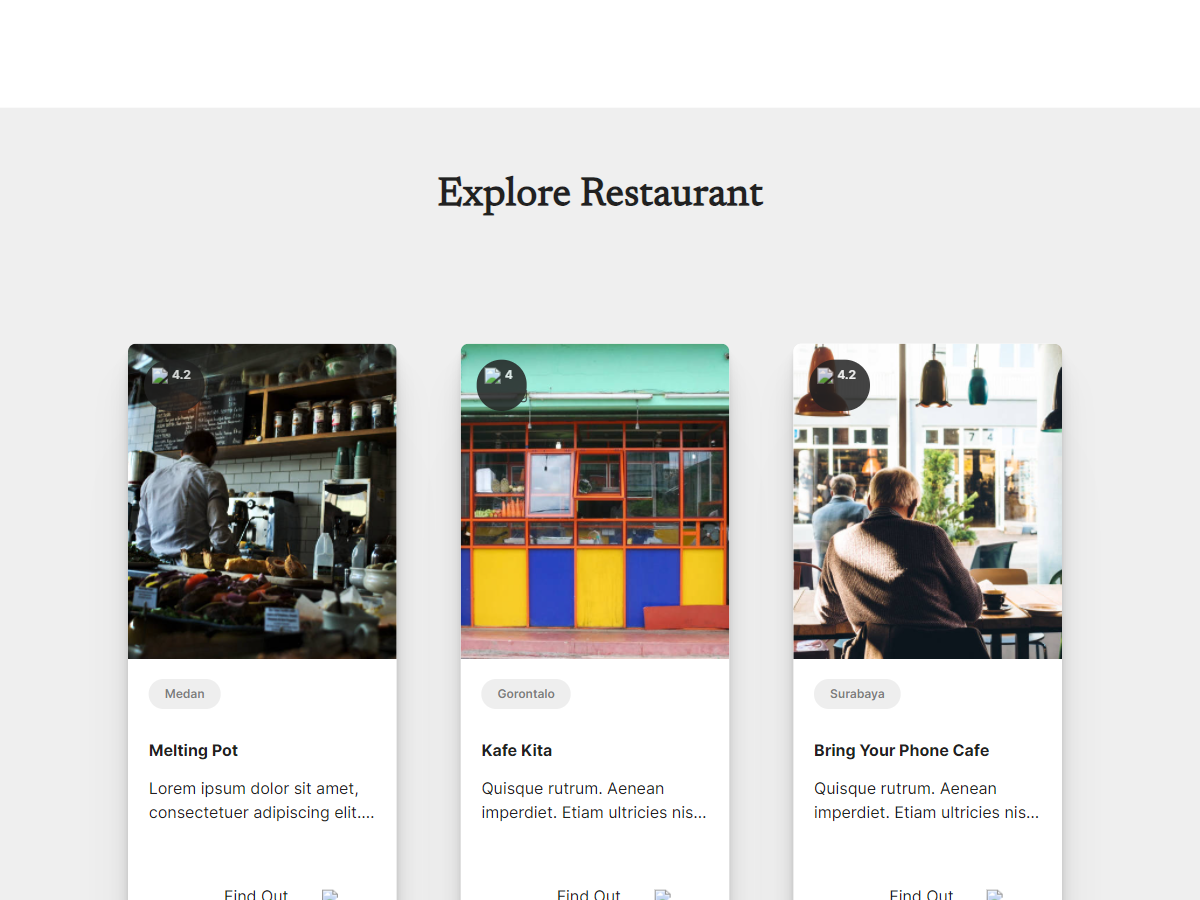 Explore Restaurant
4.2
Medan
Melting Pot
Lorem ipsum dolor sit amet,
consectetuer adipiscing elit....
Find Out
4
Gorontalo
Kafe Kita
Quisque rutrum. Aenean
imperdiet. Etiam ultricies nis...
Find Out
4.2
7 4
Surabaya
Bring Your Phone Cafe
Quisque rutrum. Aenean
imperdiet. Etiam ultricies nis...
Find Out